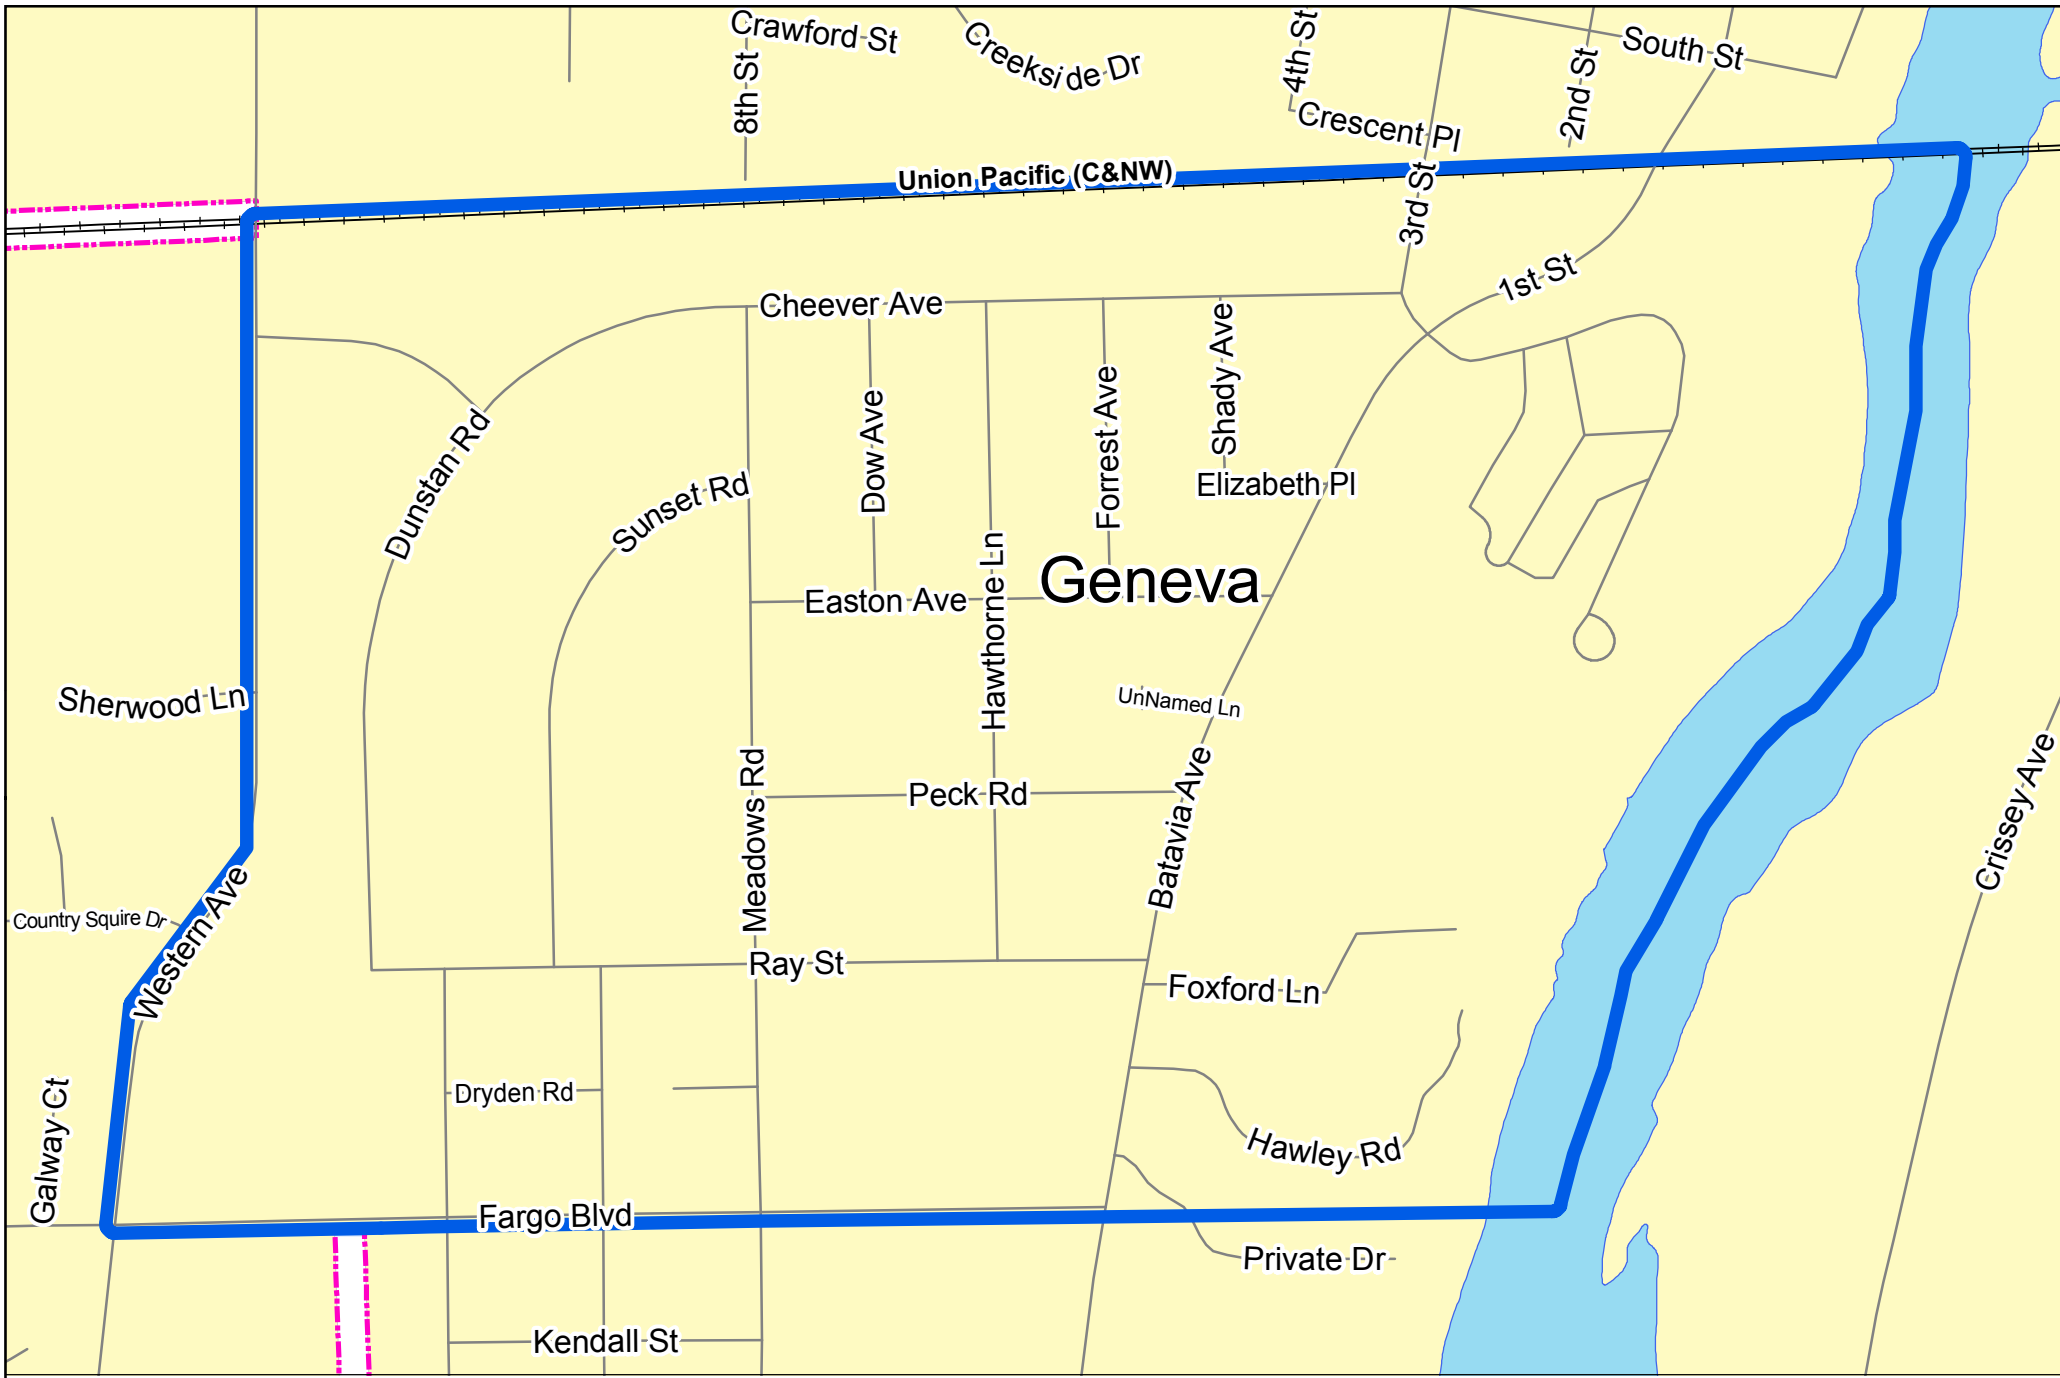 Crawford St
Creekside Dr
4th St
South St
8th St
2nd St
Crescent Pl
Union Pacific (C&NW)
3rd St
1st St
Cheever Ave
Shady Ave
Dow Ave
Forrest Ave
Dunstan Rd
Sunset Rd
Elizabeth Pl
Geneva
Easton Ave
Hawthorne Ln
Sherwood Ln
UnNamed Ln
Meadows Rd
Peck Rd
Batavia Ave
Crissey Ave
Country Squire Dr
Western Ave
Ray St
Foxford Ln
Dryden Rd
Galway Ct
Hawley Rd
Fargo Blvd
Private Dr
Kendall St